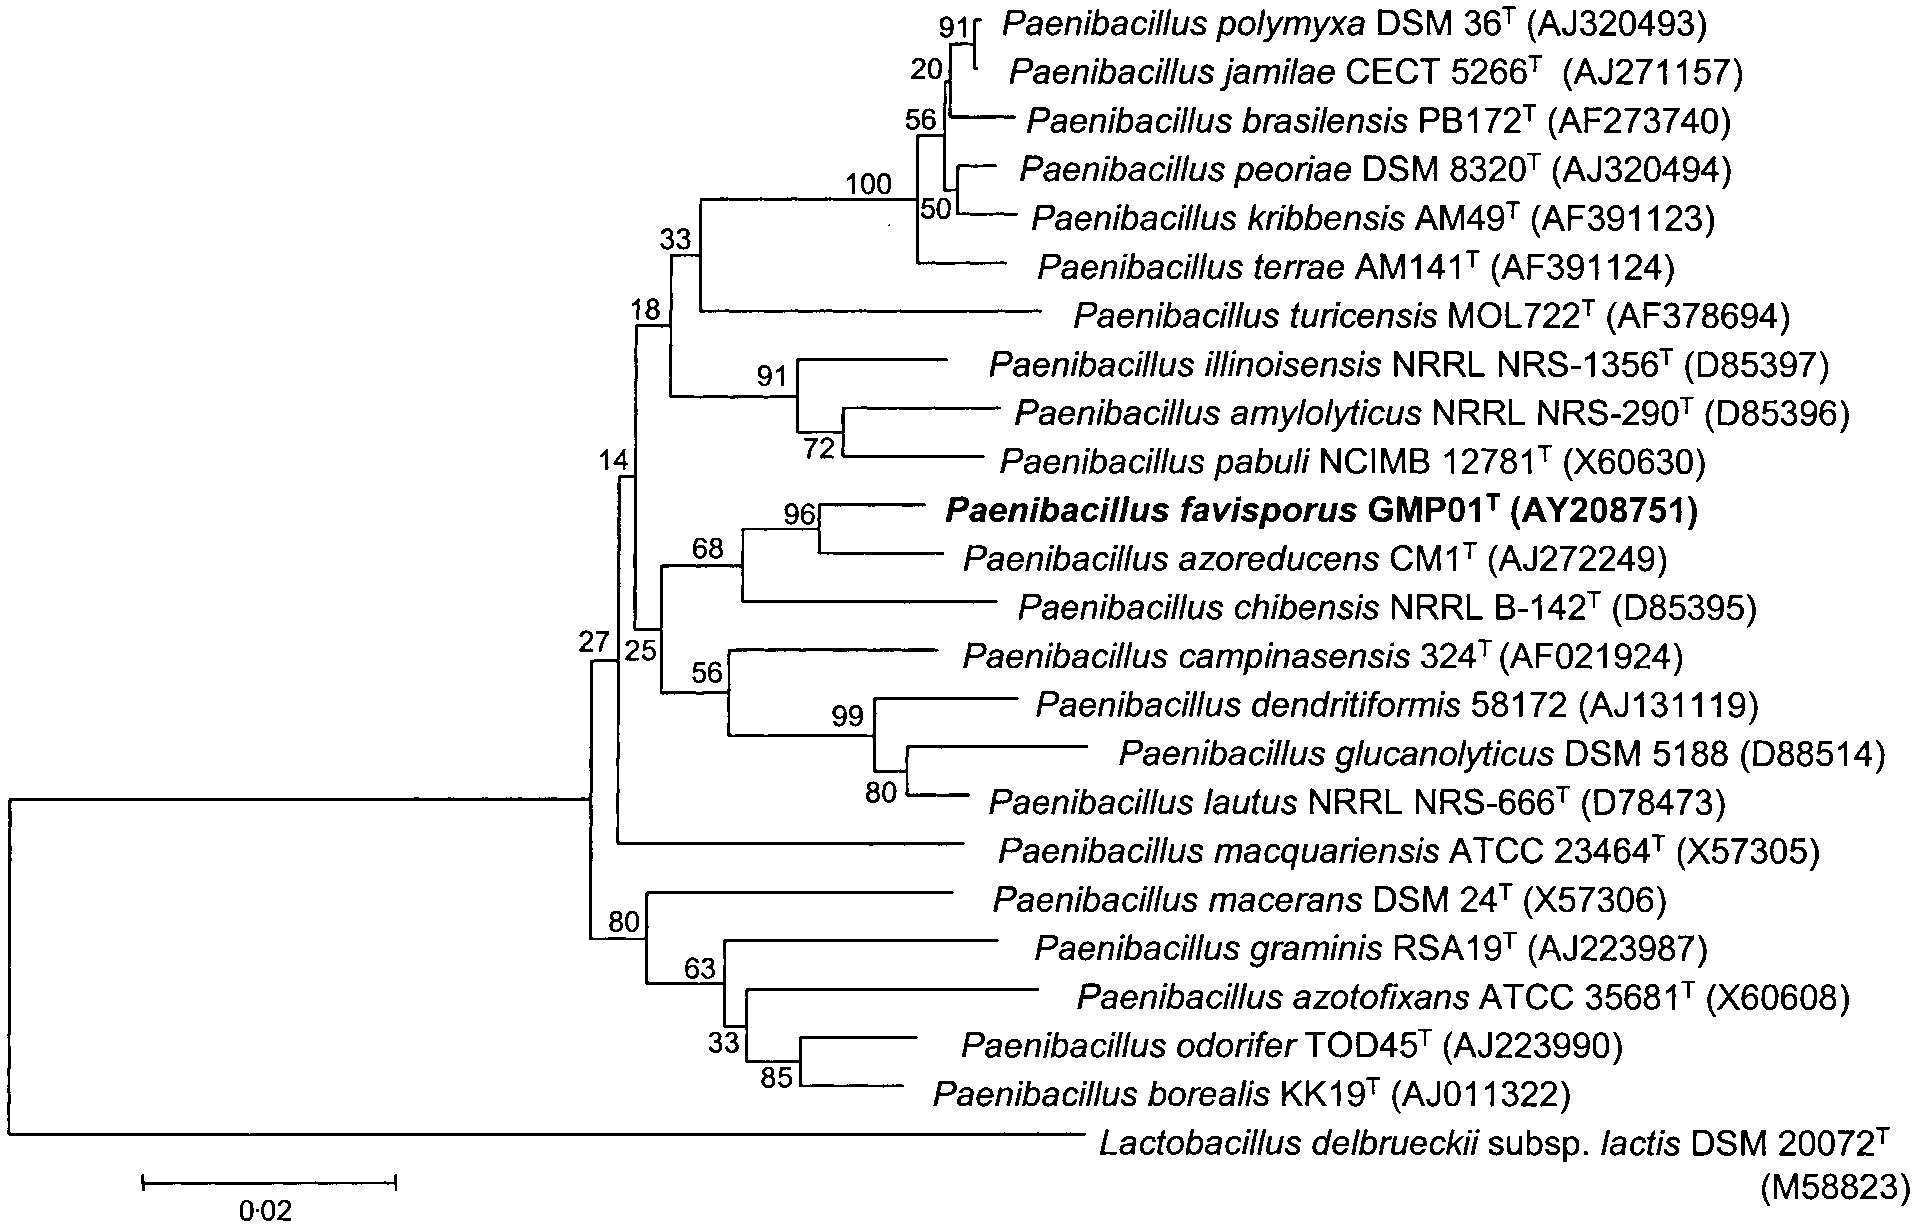 91 Paenibacillus polymyxa DSM 36ᵀ (AJ320493)
20 Paenibacillus jamilae CECT 5266ᵀ (AJ271157)
56 Paenibacillus brasilensis PB172ᵀ (AF273740)
Paenibacillus peoriae DSM 8320ᵀ (AJ320494)
100
50 Paenibacillus kribbensis AM49ᵀ (AF391123)
33
Paenibacillus terrae AM141ᵀ (AF391124)
18 Paenibacillus turicensis MOL722ᵀ (AF378694)
Paenibacillus illinoisensis NRRL NRS-1356ᵀ (D85397)
91
Paenibacillus amylolyticus NRRL NRS-290ᵀ (D85396)
72
14 Paenibacillus pabuli NCIMB 12781ᵀ (X60630)
96 Paenibacillus favisporus GMP01ᵀ (AY208751)
68 Paenibacillus azoreducens CM1ᵀ (AJ272249)
Paenibacillus chibensis NRRL B-142ᵀ (D85395)
27 25 Paenibacillus campinasensis 324ᵀ (AF021924)
56
Paenibacillus dendritiformis 58172 (AJ131119)
99
Paenibacillus glucanolyticus DSM 5188 (D88514)
80 Paenibacillus lautus NRRL NRS-666ᵀ (D78473)
Paenibacillus macquariensis ATCC 23464ᵀ (X57305)
Paenibacillus macerans DSM 24ᵀ (X57306)
80
Paenibacillus graminis RSA19ᵀ (AJ223987)
63
Paenibacillus azotofixans ATCC 35681ᵀ (X60608)
33 Paenibacillus odorifer TOD45ᵀ (AJ223990)
85
Paenibacillus borealis KK19ᵀ (AJ011322)
Lactobacillus delbrueckii subsp. lactis DSM 20072ᵀ
(M58823)
0·02